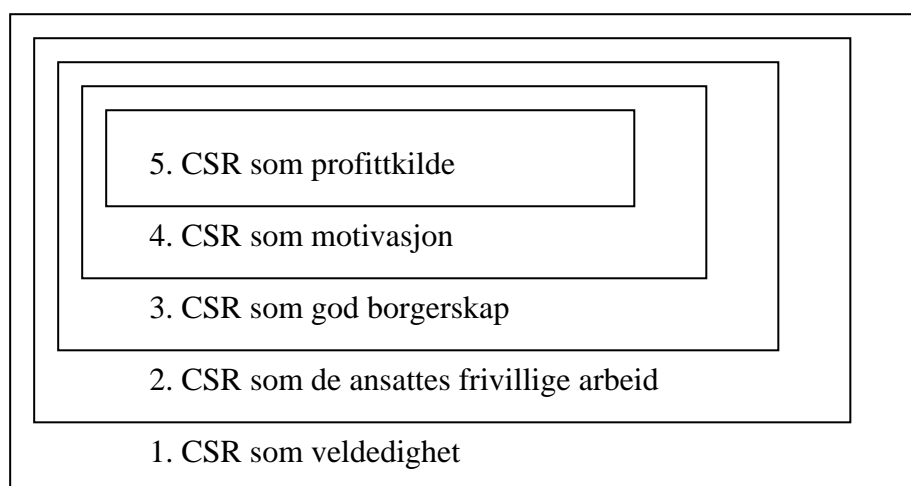 5. CSR som profittkilde
4. CSR som motivasjon
3. CSR som god borgerskap
2. CSR som de ansattes frivillige arbeid
1. CSR som veldedighet